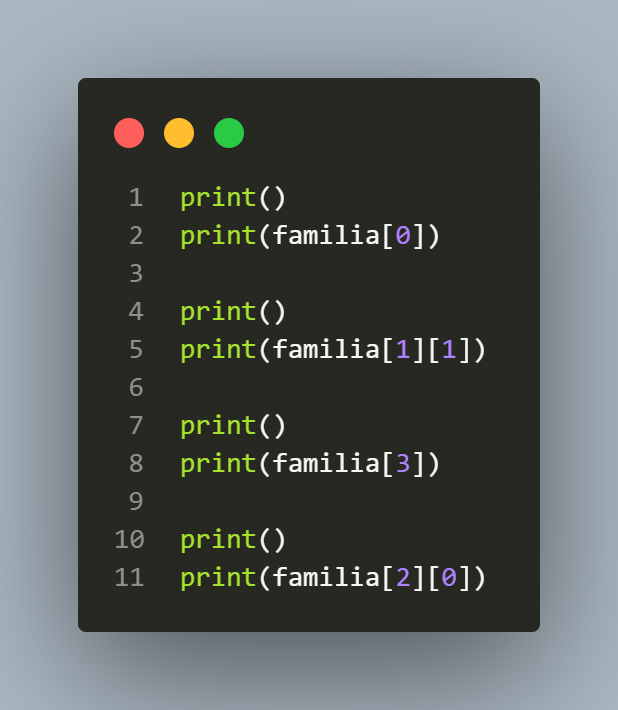 1 print()
2 print(familia[0])
3
4 print()
5 print(familia[1][1])
6
7 print()
8 print(familia[3])
9
10 print()
11 print(familia[2][0])